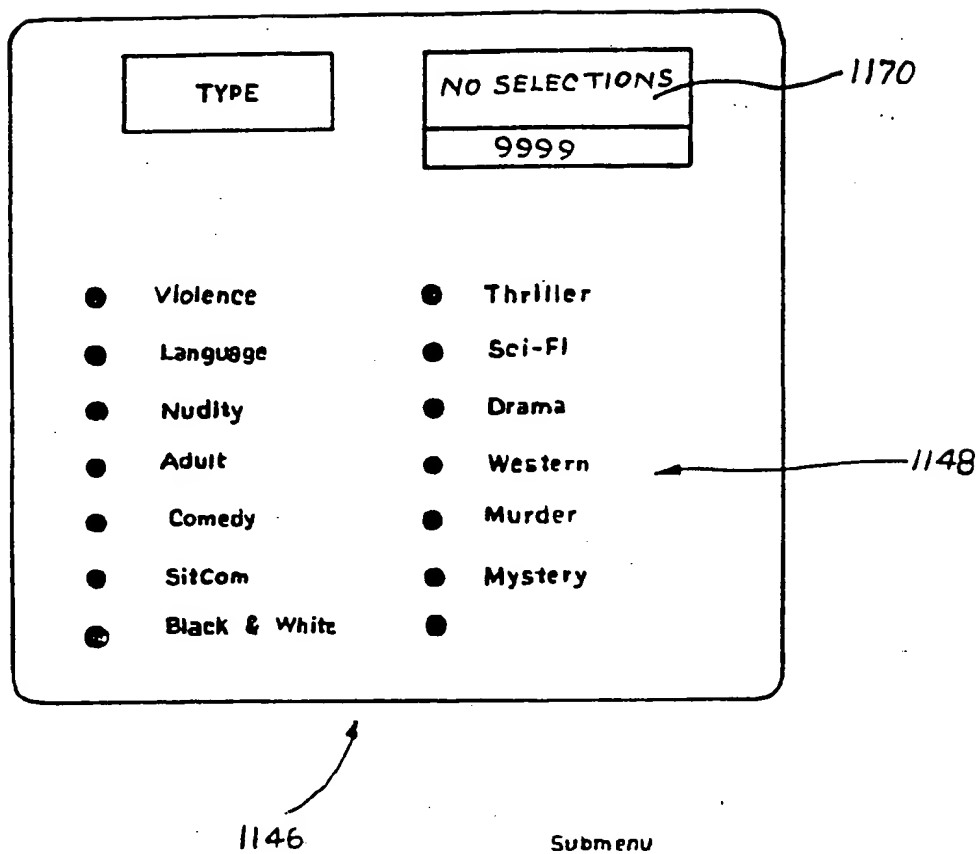 TYPE
NO SELECTIONS
9999
1170
Violence
Thriller
Language
Sci-Fi
Nudity
Drama
Adult
Western
1148
Comedy
Murder
SitCom
Mystery
Black & White
1146
Submenu